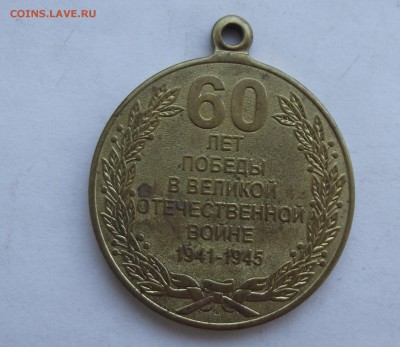 COINS.LAVE.RU
60
ЛЕТ
ПОБЕДЫ
В ВЕЛИКОЙ
ОТЕЧЕСТВЕННОЙ
ВОЙНЕ
1941-1945